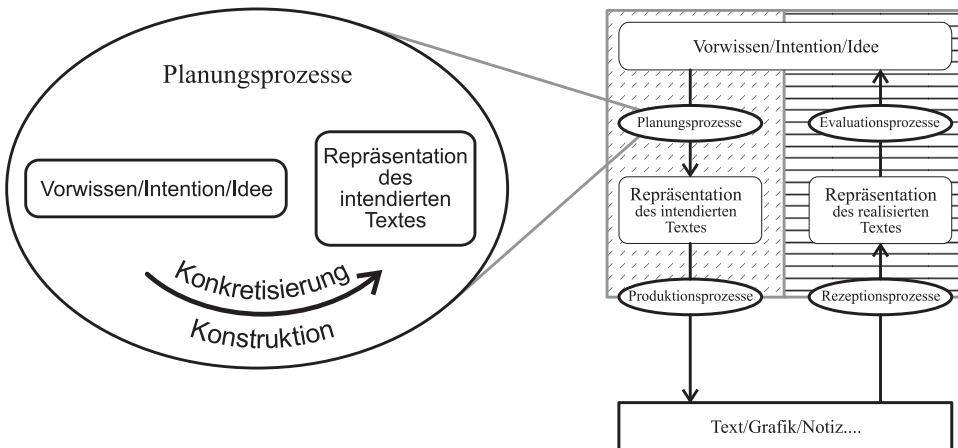 Planungsprozesse
Vorwissen/Intention/Idee
Repräsentation
des
intendierten
Textes
Konkretisierung
Konstruktion
Vorwissen/Intention/Idee
Planungsprozesse
Evaluationsprozesse
Repräsentation
des intendierten
Textes
Repräsentation
des realisierten
Textes
Produktionsprozesse
Rezeptionsprozesse
Text/Grafik/Notiz....